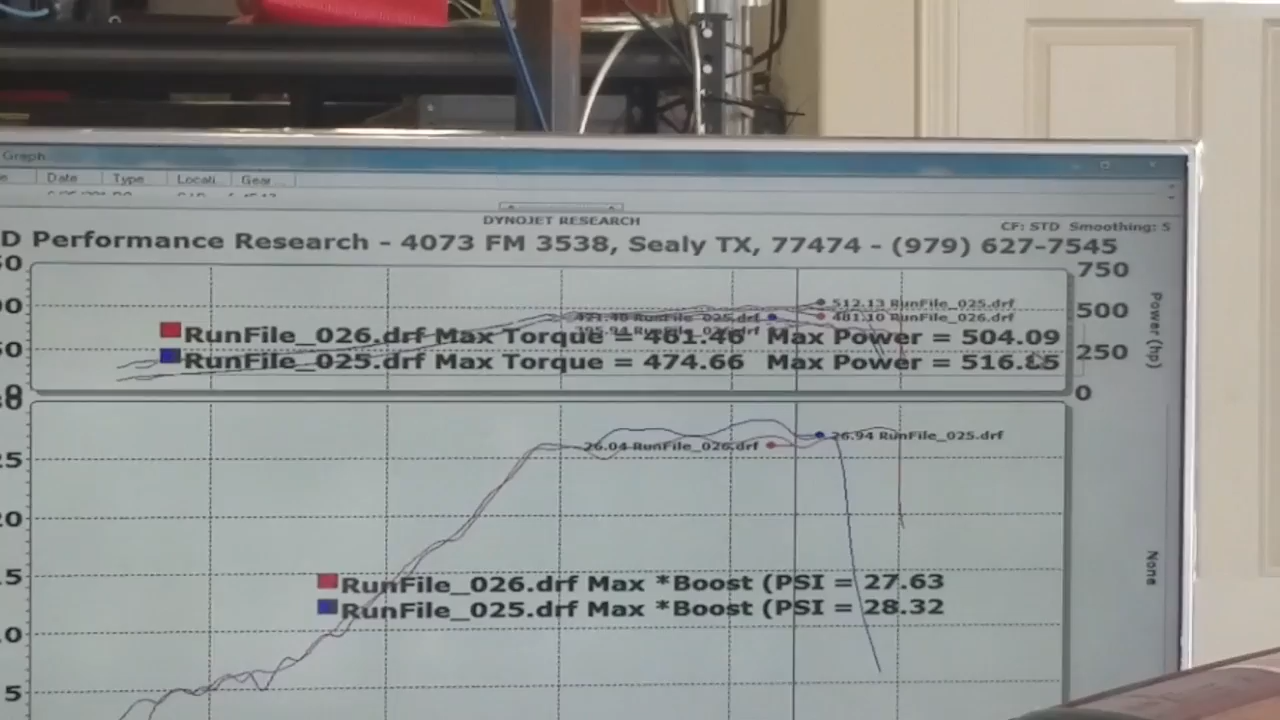 Graph
Date Type Locati Gear
DYNOJET RESEARCH
CF: STD Smoothing: 5
D Performance Research - 4073 FM 3538, Sealy TX, 77474 - (979) 627-7545
750
512.13 RunFile_025.drf
500
481.10 RunFile_026.drf
RunFile_026.drf Max Torque = 461.46 Max Power = 504.09
250
RunFile_025.drf Max Torque = 474.66 Max Power = 516.85
0
Power (hp)
26.94 RunFile_025.drf
26.04 RunFile_026.drf
25
20
RunFile_026.drf Max *Boost (PSI = 27.63
RunFile_025.drf Max *Boost (PSI = 28.32
5
None